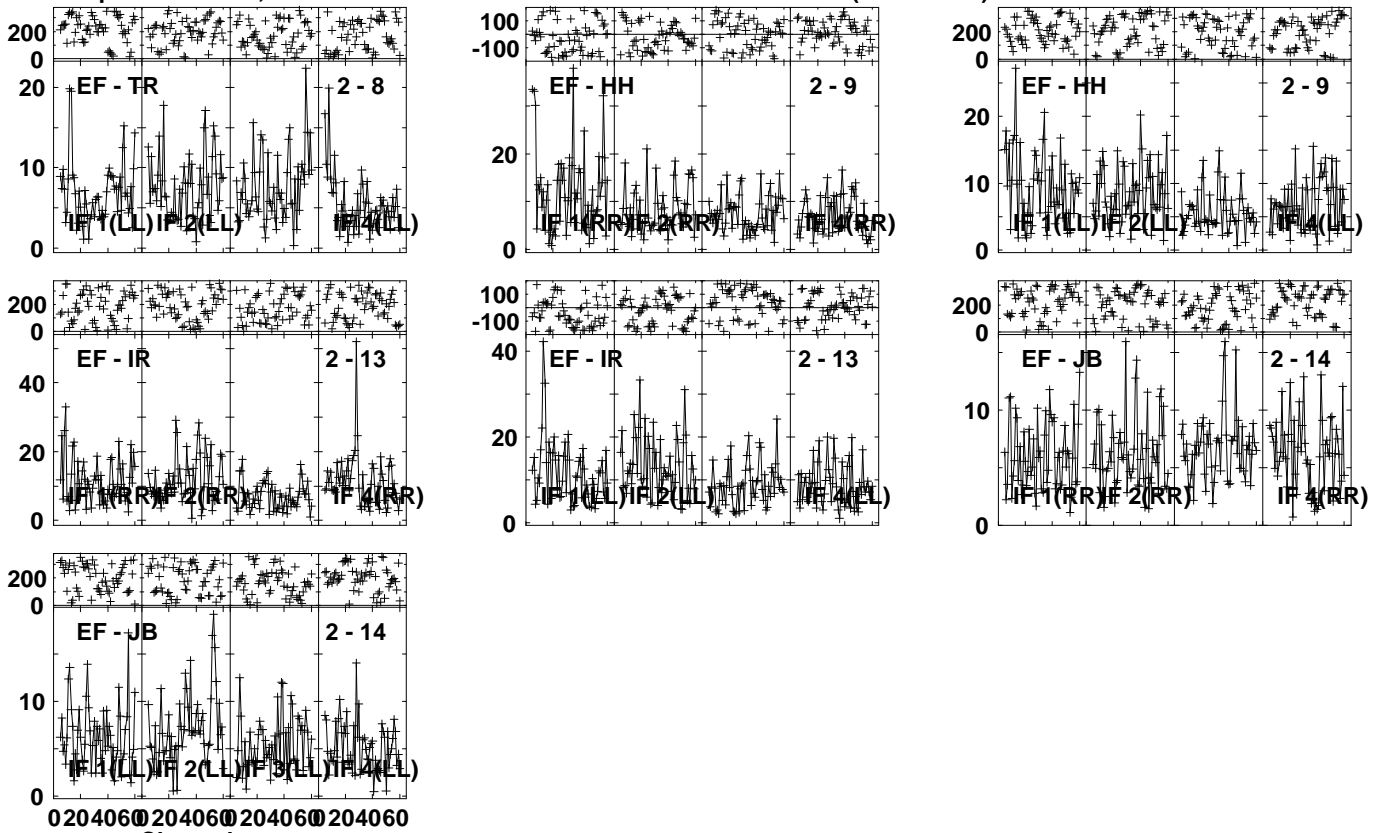 200
0
20
10
0
EF - TR
2 - 8
IF 1(LL)
IF 2(LL)
IF 4(LL)
100
-100
20
0
EF - HH
2 - 9
IF 1(RR)
IF 2(RR)
IF 4(RR)
200
0
20
10
0
EF - HH
2 - 9
IF 1(LL)
IF 2(LL)
IF 4(LL)
200
0
40
20
0
EF - IR
2 - 13
IF 1(RR)
IF 2(RR)
IF 4(RR)
100
-100
40
20
0
EF - IR
2 - 13
IF 1(LL)
IF 2(LL)
IF 4(LL)
200
0
10
0
EF - JB
2 - 14
IF 1(RR)
IF 2(RR)
IF 4(RR)
200
0
10
0
EF - JB
2 - 14
IF 1(LL)
IF 2(LL)
IF 3(LL)
IF 4(LL)
0 20 40 60 0 20 40 60 0 20 40 60 0 20 40 60